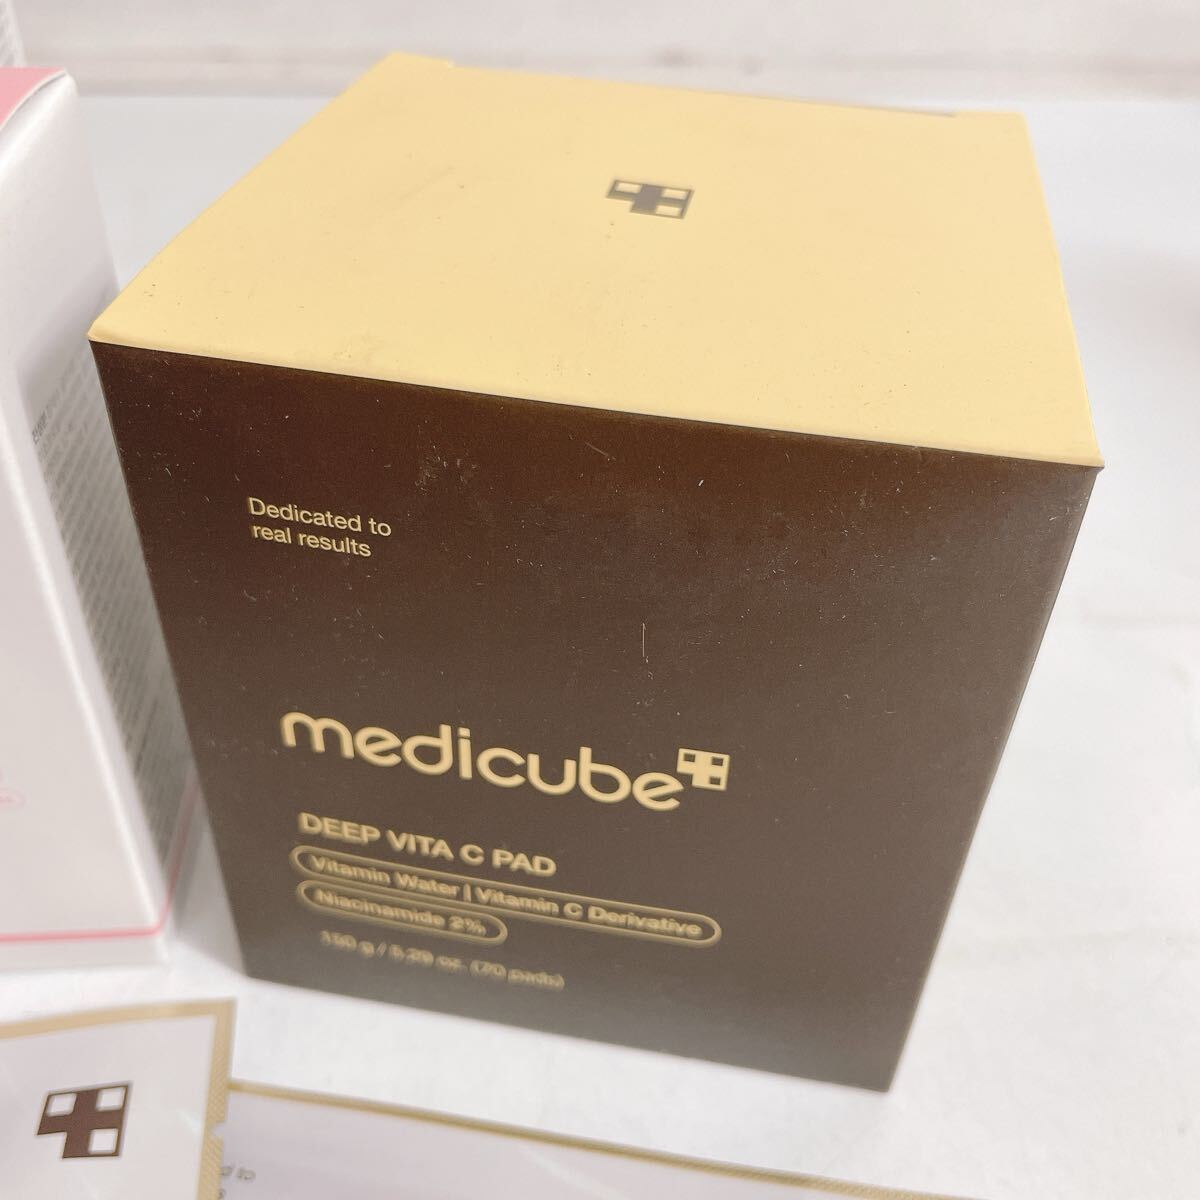 Dedicated to
real results
medicube
DEEP VITA C PAD
Vitamin Water | Vitamin C Derivative
Niacinamide 2%
150 g / 5.29 oz. (70 pads)